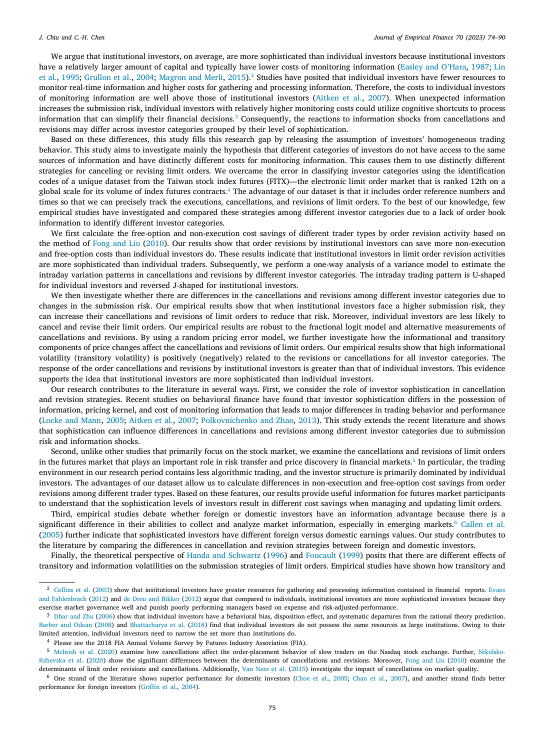 J. Chiu and C.-H. Chen
Journal of Empirical Finance 70 (2023) 74–90
We argue that institutional investors, on average, are more sophisticated than individual investors because institutional investors
have a relatively larger amount of capital and typically have lower costs of monitoring information (Easley and O'Hara, 1987; Lin
et al., 1995; Grullon et al., 2004; Magron and Merli, 2015).2 Studies have posited that individual investors have fewer resources to
monitor real-time information and higher costs for gathering and processing information. Therefore, the costs to individual investors
of monitoring information are well above those of institutional investors (Aitken et al., 2007). When unexpected information
increases the submission risk, individual investors with relatively higher monitoring costs could utilize cognitive shortcuts to process
information that can simplify their financial decisions.3 Consequently, the reactions to information shocks from cancellations and
revisions may differ across investor categories grouped by their level of sophistication.
Based on these differences, this study fills this research gap by releasing the assumption of investors' homogeneous trading
behavior. This study aims to investigate mainly the hypothesis that different categories of investors do not have access to the same
sources of information and have distinctly different costs for monitoring information. This causes them to use distinctly different
strategies for canceling or revising limit orders. We overcome the error in classifying investor categories using the identification
codes of a unique dataset from the Taiwan stock index futures (FITX)—the electronic limit order market that is ranked 12th on a
global scale for its volume of index futures contracts.4 The advantage of our dataset is that it includes order reference numbers and
times so that we can precisely track the executions, cancellations, and revisions of limit orders. To the best of our knowledge, few
empirical studies have investigated and compared these strategies among different investor categories due to a lack of order book
information to identify different investor categories.
We first calculate the free-option and non-execution cost savings of different trader types by order revision activity based on
the method of Fong and Liu (2010). Our results show that order revisions by institutional investors can save more non-execution
and free-option costs than individual investors do. These results indicate that institutional investors in limit order revision activities
are more sophisticated than individual traders. Subsequently, we perform a one-way analysis of a variance model to estimate the
intraday variation patterns in cancellations and revisions by different investor categories. The intraday trading pattern is U-shaped
for individual investors and reversed J-shaped for institutional investors.
We then investigate whether there are differences in the cancellations and revisions among different investor categories due to
changes in the submission risk. Our empirical results show that when institutional investors face a higher submission risk, they
can increase their cancellations and revisions of limit orders to reduce that risk. Moreover, individual investors are less likely to
cancel and revise their limit orders. Our empirical results are robust to the fractional logit model and alternative measurements of
cancellations and revisions. By using a random pricing error model, we further investigate how the informational and transitory
components of price changes affect the cancellations and revisions of limit orders. Our empirical results show that high informational
volatility (transitory volatility) is positively (negatively) related to the revisions or cancellations for all investor categories. The
response of the order cancellations and revisions by institutional investors is greater than that of individual investors. This evidence
supports the idea that institutional investors are more sophisticated than individual investors.
Our research contributes to the literature in several ways. First, we consider the role of investor sophistication in cancellation
and revision strategies. Recent studies on behavioral finance have found that investor sophistication differs in the possession of
information, pricing kernel, and cost of monitoring information that leads to major differences in trading behavior and performance
(Locke and Mann, 2005; Aitken et al., 2007; Polkovnichenko and Zhao, 2013). This study extends the recent literature and shows
that sophistication can influence differences in cancellations and revisions among different investor categories due to submission
risk and information shocks.
Second, unlike other studies that primarily focus on the stock market, we examine the cancellations and revisions of limit orders
in the futures market that plays an important role in risk transfer and price discovery in financial markets.5 In particular, the trading
environment in our research period contains less algorithmic trading, and the investor structure is primarily dominated by individual
investors. The advantages of our dataset allow us to calculate differences in non-execution and free-option cost savings from order
revisions among different trader types. Based on these features, our results provide useful information for futures market participants
to understand that the sophistication levels of investors result in different cost savings when managing and updating limit orders.
Third, empirical studies debate whether foreign or domestic investors have an information advantage because there is a
significant difference in their abilities to collect and analyze market information, especially in emerging markets.6 Callen et al.
(2005) further indicate that sophisticated investors have different foreign versus domestic earnings values. Our study contributes to
the literature by comparing the differences in cancellation and revision strategies between foreign and domestic investors.
Finally, the theoretical perspective of Handa and Schwartz (1996) and Foucault (1999) posits that there are different effects of
transitory and information volatilities on the submission strategies of limit orders. Empirical studies have shown how transitory and
2 Collins et al. (2003) show that institutional investors have greater resources for gathering and processing information contained in financial reports. Evans
and Fahlenbrach (2012) and de Dreu and Bikker (2012) argue that compared to individuals, institutional investors are more sophisticated investors because they
exercise market governance well and punish poorly performing managers based on expense and risk-adjusted-performance.
3 Dhar and Zhu (2006) show that individual investors have a behavioral bias, disposition effect, and systematic departures from the rational theory prediction.
Barber and Odean (2008) and Bhattacharya et al. (2018) find that individual investors do not possess the same resources as large institutions. Owing to their
limited attention, individual investors need to narrow the set more than institutions do.
4 Please see the 2018 FIA Annual Volume Survey by Futures Industry Association (FIA).
5 McInish et al. (2020) examine how cancellations affect the order-placement behavior of slow traders on the Nasdaq stock exchange. Further, Nikolsko-
Rzhevska et al. (2020) show the significant differences between the determinants of cancellations and revisions. Moreover, Fong and Liu (2010) examine the
determinants of limit order revisions and cancellations. Additionally, Van Ness et al. (2015) investigate the impact of cancellations on market quality.
6 One strand of the literature shows superior performance for domestic investors (Choe et al., 2005; Chan et al., 2007), and another strand finds better
performance for foreign investors (Griffin et al., 2004).
75